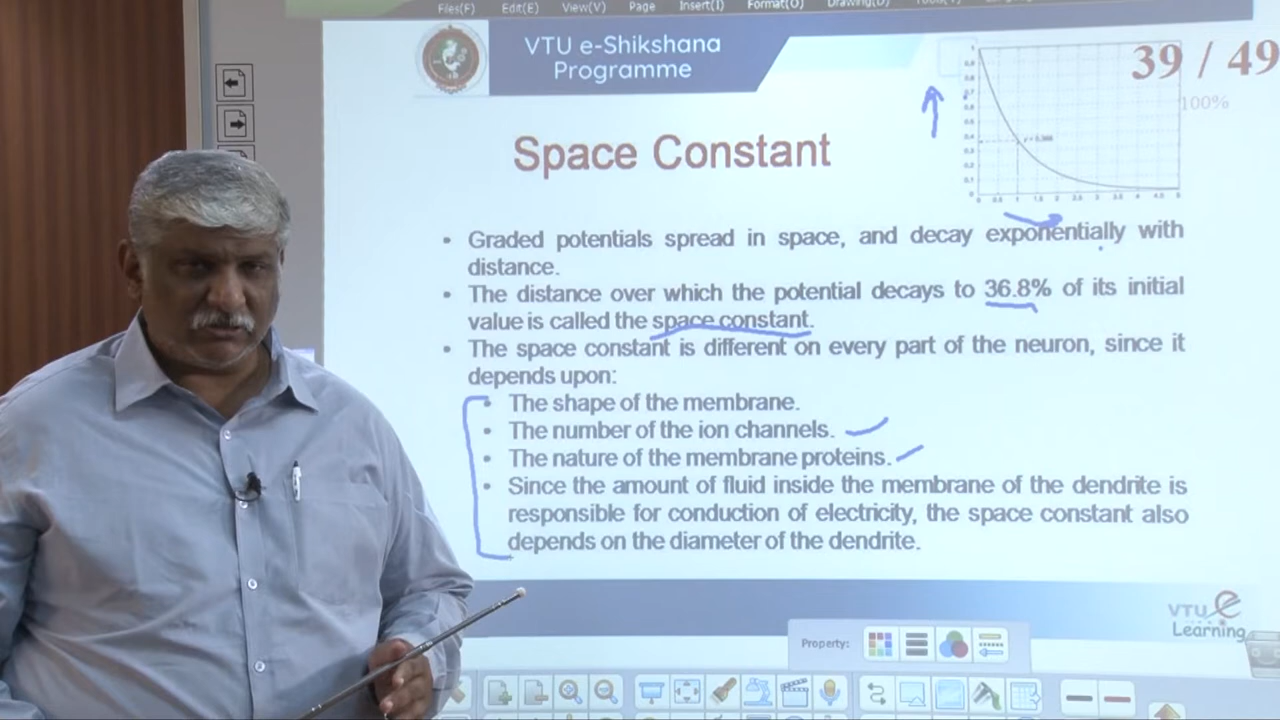 Files(F) Edit(E) View(V) Page Insert(I) Format(O) Drawing(D)
VTU e-Shikshana
Programme
39 / 49
100%
Space Constant
• Graded potentials spread in space, and decay exponentially with
distance.
• The distance over which the potential decays to 36.8% of its initial
value is called the space constant.
• The space constant is different on every part of the neuron, since it
depends upon:
• The shape of the membrane.
• The number of the ion channels.
• The nature of the membrane proteins.
• Since the amount of fluid inside the membrane of the dendrite is
responsible for conduction of electricity, the space constant also
depends on the diameter of the dendrite.
VTU e
Learning
Property: